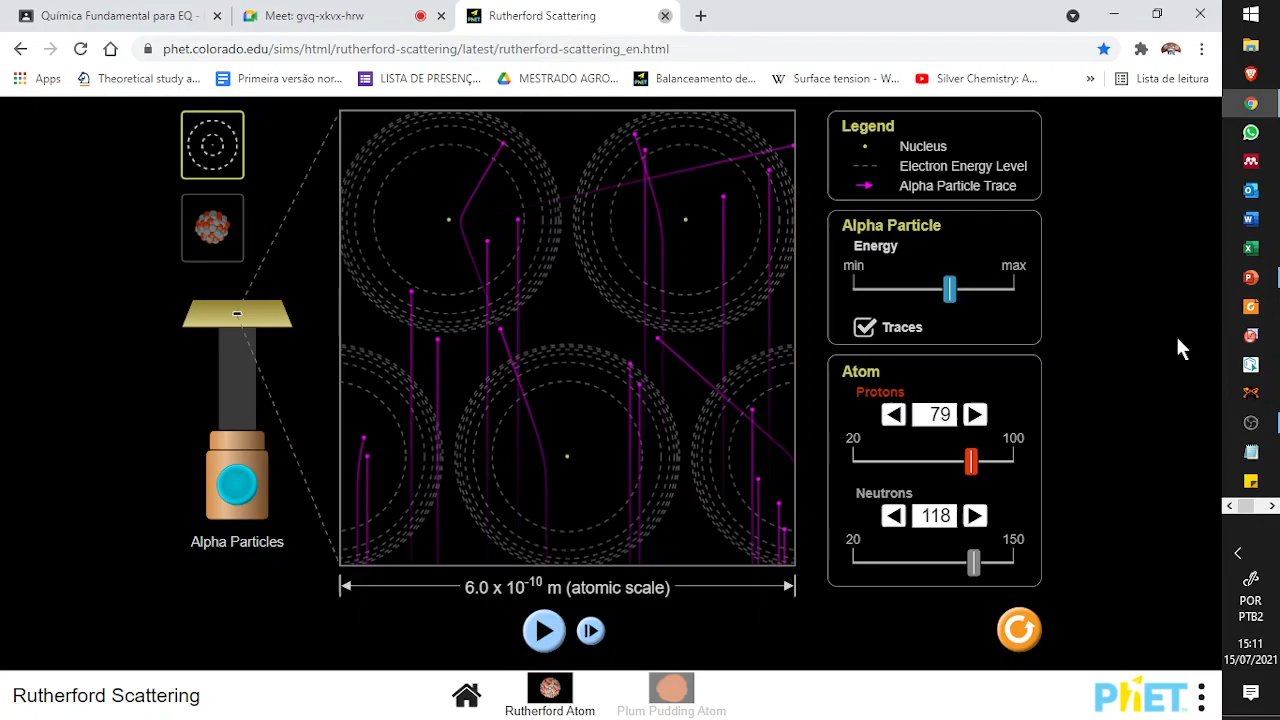 Química Fundamental para EQ -
Meet: gvq-xkvx-hrw
Rutherford Scattering
phet.colorado.edu/sims/html/rutherford-scattering/latest/rutherford-scattering_en.html
Apps
Theoretical study a...
Primeira versão nor...
LISTA DE PRESENÇ...
MESTRADO AGRO...
Balanceamento de...
Surface tension - W...
Silver Chemistry: A...
»
Lista de leitura
Legend
Nucleus
Electron Energy Level
Alpha Particle Trace
Alpha Particle
Energy
min max
Traces
Atom
Protons
79
20 100
Neutrons
118
20 150
Alpha Particles
6.0 x 10⁻¹⁰ m (atomic scale)
Rutherford Scattering
Rutherford Atom
Plum Pudding Atom
PhET
POR
PTB2
15:11
15/07/2021